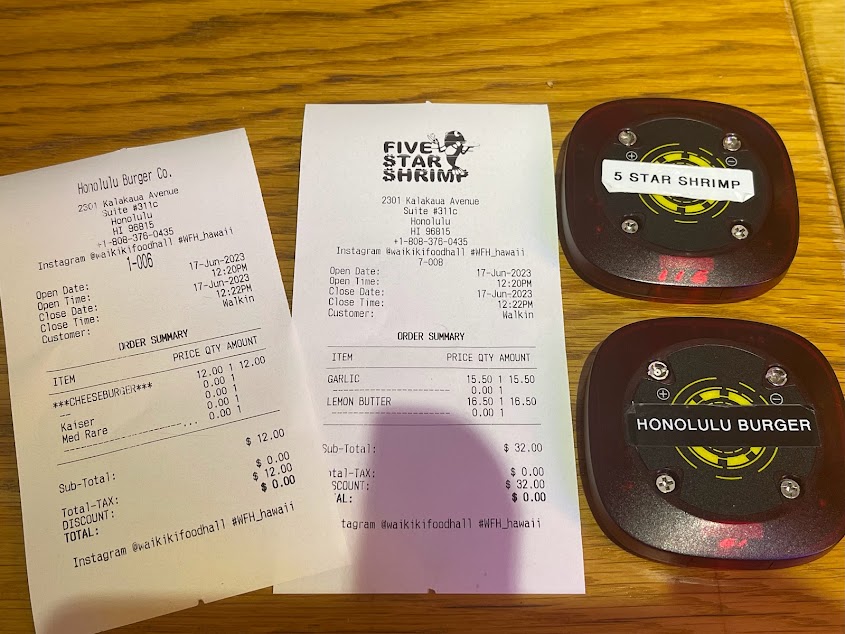 Honolulu Burger Co.
2301 Kalakaua Avenue
Suite #311c
Honolulu
HI 96815
+1-808-376-0435
Instagram @waikikifoodhall #WFH_hawaii
1-006
Open Date: 17-Jun-2023
Open Time: 12:20PM
Close Date: 17-Jun-2023
Close Time: 12:22PM
Customer: Walkin
ORDER SUMMARY
ITEM PRICE QTY AMOUNT
***CHEESEBURGER*** 12.00 1 12.00
-- 0.00 1
Kaiser 0.00 1
Med Rare 0.00 1
... 0.00 1
Sub-Total: $ 12.00
Total-TAX: $ 0.00
DISCOUNT: $ 12.00
TOTAL: $ 0.00
Instagram @waikikifoodhall #WFH_hawaii
FIVE
STAR
SHRIMP
2301 Kalakaua Avenue
Suite #311c
Honolulu
HI 96815
+1-808-376-0435
Instagram @waikikifoodhall #WFH_hawaii
7-008
Open Date: 17-Jun-2023
Open Time: 12:20PM
Close Date: 17-Jun-2023
Close Time: 12:22PM
Customer: Walkin
ORDER SUMMARY
ITEM PRICE QTY AMOUNT
GARLIC 15.50 1 15.50
0.00 1
LEMON BUTTER 16.50 1 16.50
0.00 1
Sub-Total: $ 32.00
otal-TAX: $ 0.00
SCOUNT: $ 32.00
TAL: $ 0.00
stagram @waikikifoodhall #WFH_hawaii
5 STAR SHRIMP
HONOLULU BURGER